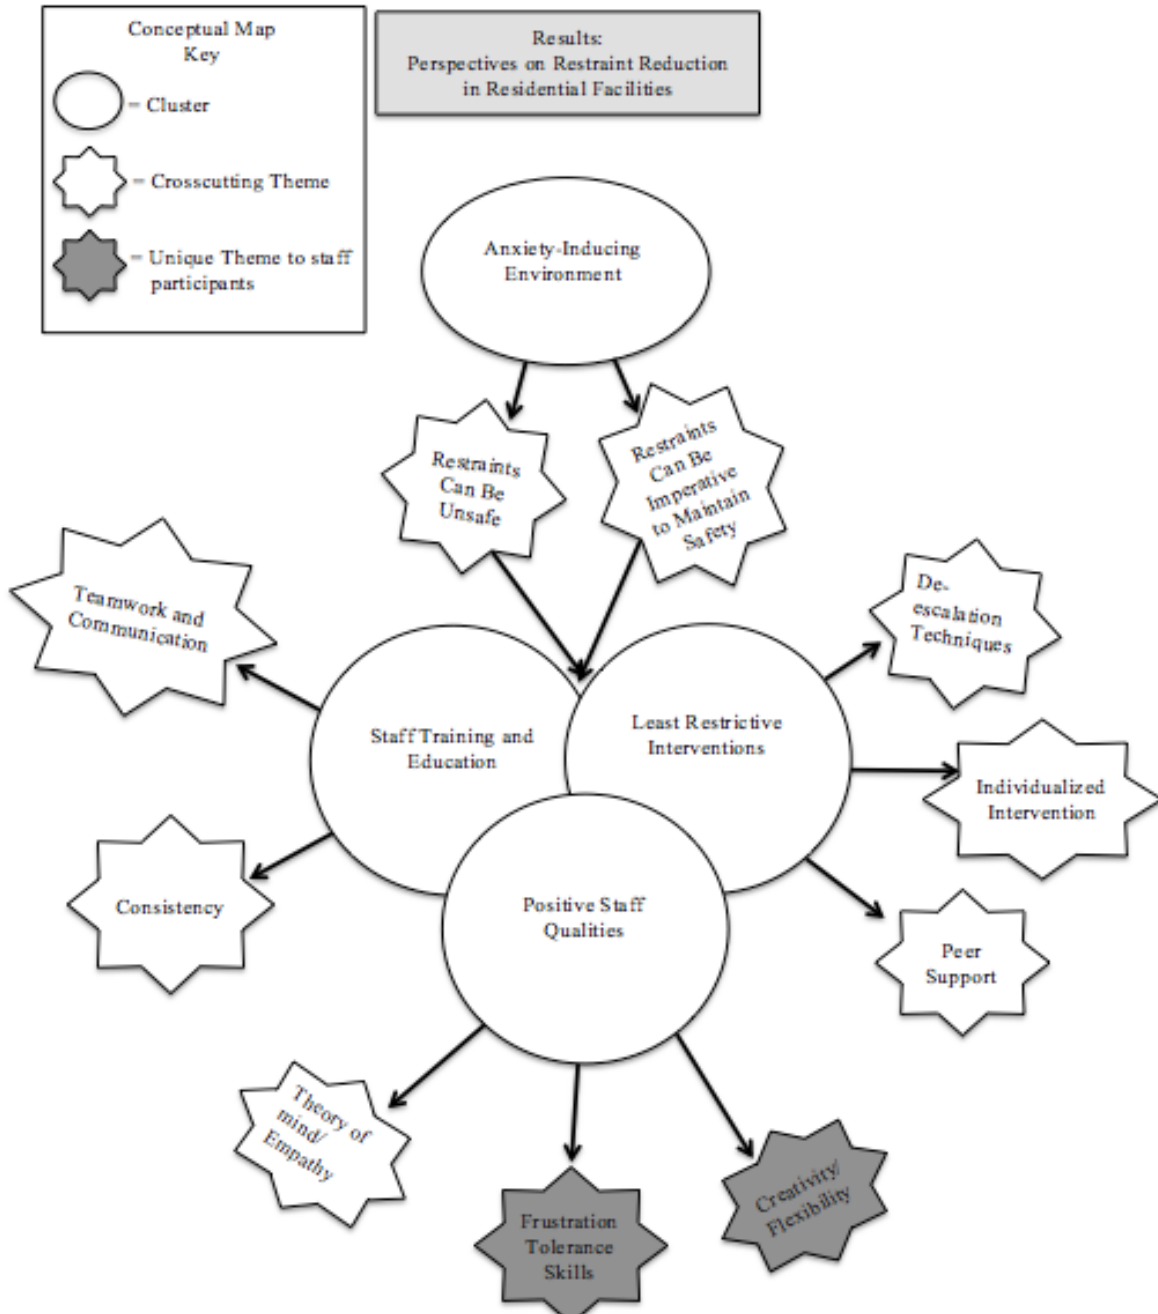 Conceptual Map
Key
= Cluster
= Crosscutting Theme
= Unique Theme to staff
participants
Results:
Perspectives on Restraint Reduction
in Residential Facilities
Anxiety-Inducing
Environment
Restraints
Can Be
Unsafe
Restraints
Can Be
Imperative
to Maintain
Safety
Teamwork and
Communication
De-
escalation
Techniques
Staff Training and
Education
Least Restrictive
Interventions
Individualized
Intervention
Consistency
Positive Staff
Qualities
Peer
Support
Theory of
mind/
Empathy
Frustration
Tolerance
Skills
Creativity/
Flexibility